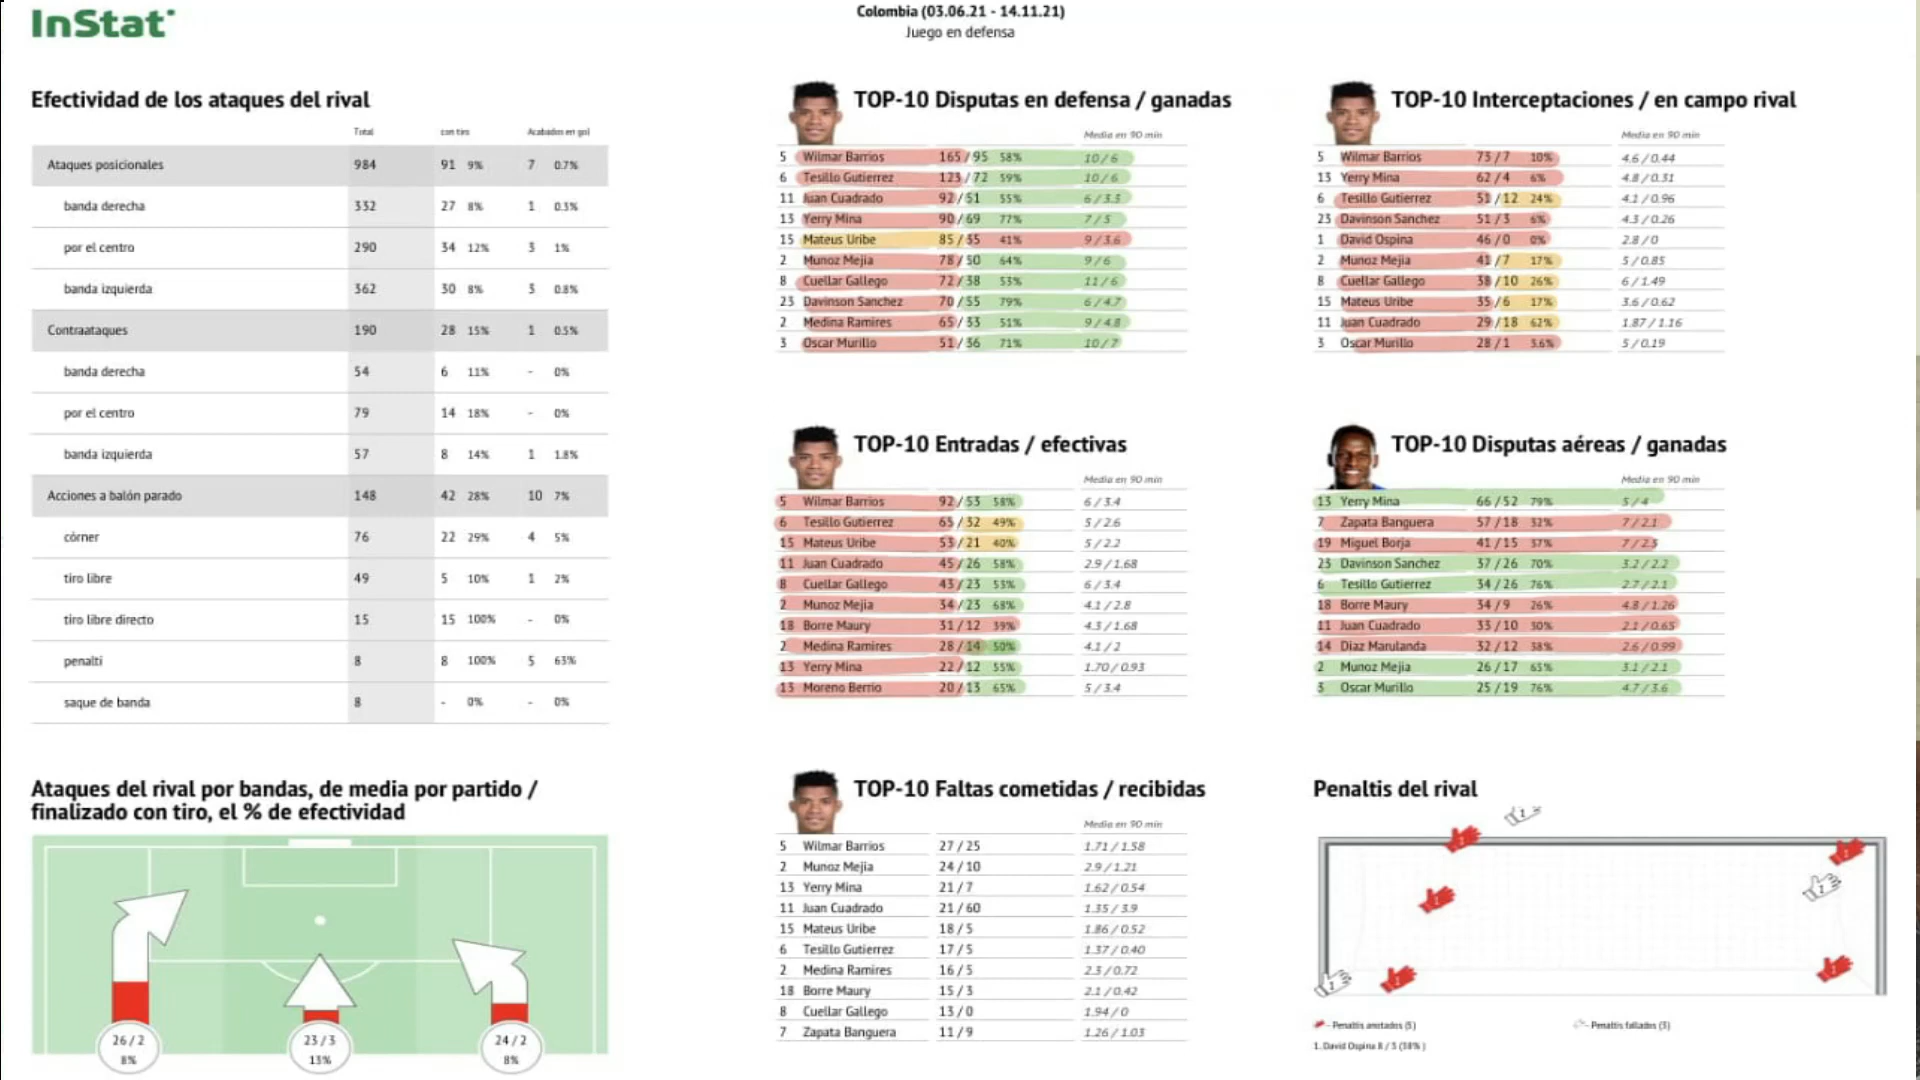 InStat
Colombia (03.06.21 - 14.11.21)
Juego en defensa
Efectividad de los ataques del rival
Total con tiro Acabados en gol
Ataques posicionales 984 91 9% 7 0.7%
banda derecha 332 27 8% 1 0.3%
por el centro 290 34 12% 3 1%
banda izquierda 362 30 8% 3 0.8%
Contraataques 190 28 15% 1 0.5%
banda derecha 54 6 11% - 0%
por el centro 79 14 18% - 0%
banda izquierda 57 8 14% 1 1.8%
Acciones a balón parado 148 42 28% 10 7%
córner 76 22 29% 4 5%
tiro libre 49 5 10% 1 2%
tiro libre directo 15 15 100% - 0%
penalti 8 8 100% 5 63%
saque de banda 8 - 0% - 0%
Ataques del rival por bandas, de media por partido /
finalizado con tiro, el % de efectividad
26 / 2
8%
23 / 3
13%
24 / 2
8%
TOP-10 Disputas en defensa / ganadas
Media en 90 min
5 Wilmar Barrios 165 / 95 58% 10 / 6
6 Tesillo Gutierrez 123 / 72 59% 10 / 6
11 Juan Cuadrado 92 / 51 55% 6 / 3.3
13 Yerry Mina 90 / 69 77% 7 / 5
15 Mateus Uribe 85 / 35 41% 9 / 3.6
2 Munoz Mejia 78 / 50 64% 9 / 6
8 Cuellar Gallego 72 / 38 53% 11 / 6
23 Davinson Sanchez 70 / 55 79% 6 / 4.7
2 Medina Ramires 65 / 33 51% 9 / 4.8
3 Oscar Murillo 51 / 36 71% 10 / 7
TOP-10 Entradas / efectivas
Media en 90 min
5 Wilmar Barrios 92 / 53 58% 6 / 3.4
6 Tesillo Gutierrez 65 / 32 49% 5 / 2.6
15 Mateus Uribe 53 / 21 40% 5 / 2.2
11 Juan Cuadrado 45 / 26 58% 2.9 / 1.68
8 Cuellar Gallego 43 / 23 53% 6 / 3.4
2 Munoz Mejia 34 / 23 68% 4.1 / 2.8
18 Borre Maury 31 / 12 39% 4.3 / 1.68
2 Medina Ramires 28 / 14 50% 4.1 / 2
13 Yerry Mina 22 / 12 55% 1.70 / 0.93
13 Moreno Berrio 20 / 13 65% 5 / 3.4
TOP-10 Faltas cometidas / recibidas
Media en 90 min
5 Wilmar Barrios 27 / 25 1.71 / 1.58
2 Munoz Mejia 24 / 10 2.9 / 1.21
13 Yerry Mina 21 / 7 1.62 / 0.54
11 Juan Cuadrado 21 / 60 1.35 / 3.9
15 Mateus Uribe 18 / 5 1.86 / 0.52
6 Tesillo Gutierrez 17 / 5 1.37 / 0.40
2 Medina Ramires 16 / 5 2.3 / 0.72
18 Borre Maury 15 / 3 2.1 / 0.42
8 Cuellar Gallego 13 / 0 1.94 / 0
7 Zapata Banguera 11 / 9 1.26 / 1.03
TOP-10 Interceptaciones / en campo rival
Media en 90 min
5 Wilmar Barrios 73 / 7 10% 4.6 / 0.44
13 Yerry Mina 62 / 4 6% 4.8 / 0.31
6 Tesillo Gutierrez 51 / 12 24% 4.1 / 0.96
23 Davinson Sanchez 51 / 3 6% 4.3 / 0.26
1 David Ospina 46 / 0 0% 2.8 / 0
2 Munoz Mejia 41 / 7 17% 5 / 0.85
8 Cuellar Gallego 38 / 10 26% 6 / 1.49
15 Mateus Uribe 35 / 6 17% 3.6 / 0.62
11 Juan Cuadrado 29 / 18 62% 1.87 / 1.16
3 Oscar Murillo 28 / 1 3.6% 5 / 0.19
TOP-10 Disputas aéreas / ganadas
Media en 90 min
13 Yerry Mina 66 / 52 79% 5 / 4
7 Zapata Banguera 57 / 18 32% 7 / 2.1
19 Miguel Borja 41 / 15 37% 7 / 2.5
23 Davinson Sanchez 37 / 26 70% 3.2 / 2.2
6 Tesillo Gutierrez 34 / 26 76% 2.7 / 2.1
18 Borre Maury 34 / 9 26% 4.8 / 1.26
11 Juan Cuadrado 33 / 10 30% 2.1 / 0.65
14 Diaz Marulanda 32 / 12 38% 2.6 / 0.99
2 Munoz Mejia 26 / 17 65% 3.1 / 2.1
3 Oscar Murillo 25 / 19 76% 4.7 / 3.6
Penaltis del rival
- Penaltis anotados (5)
- Penaltis fallados (3)
1. David Ospina 8 / 3 (38% )